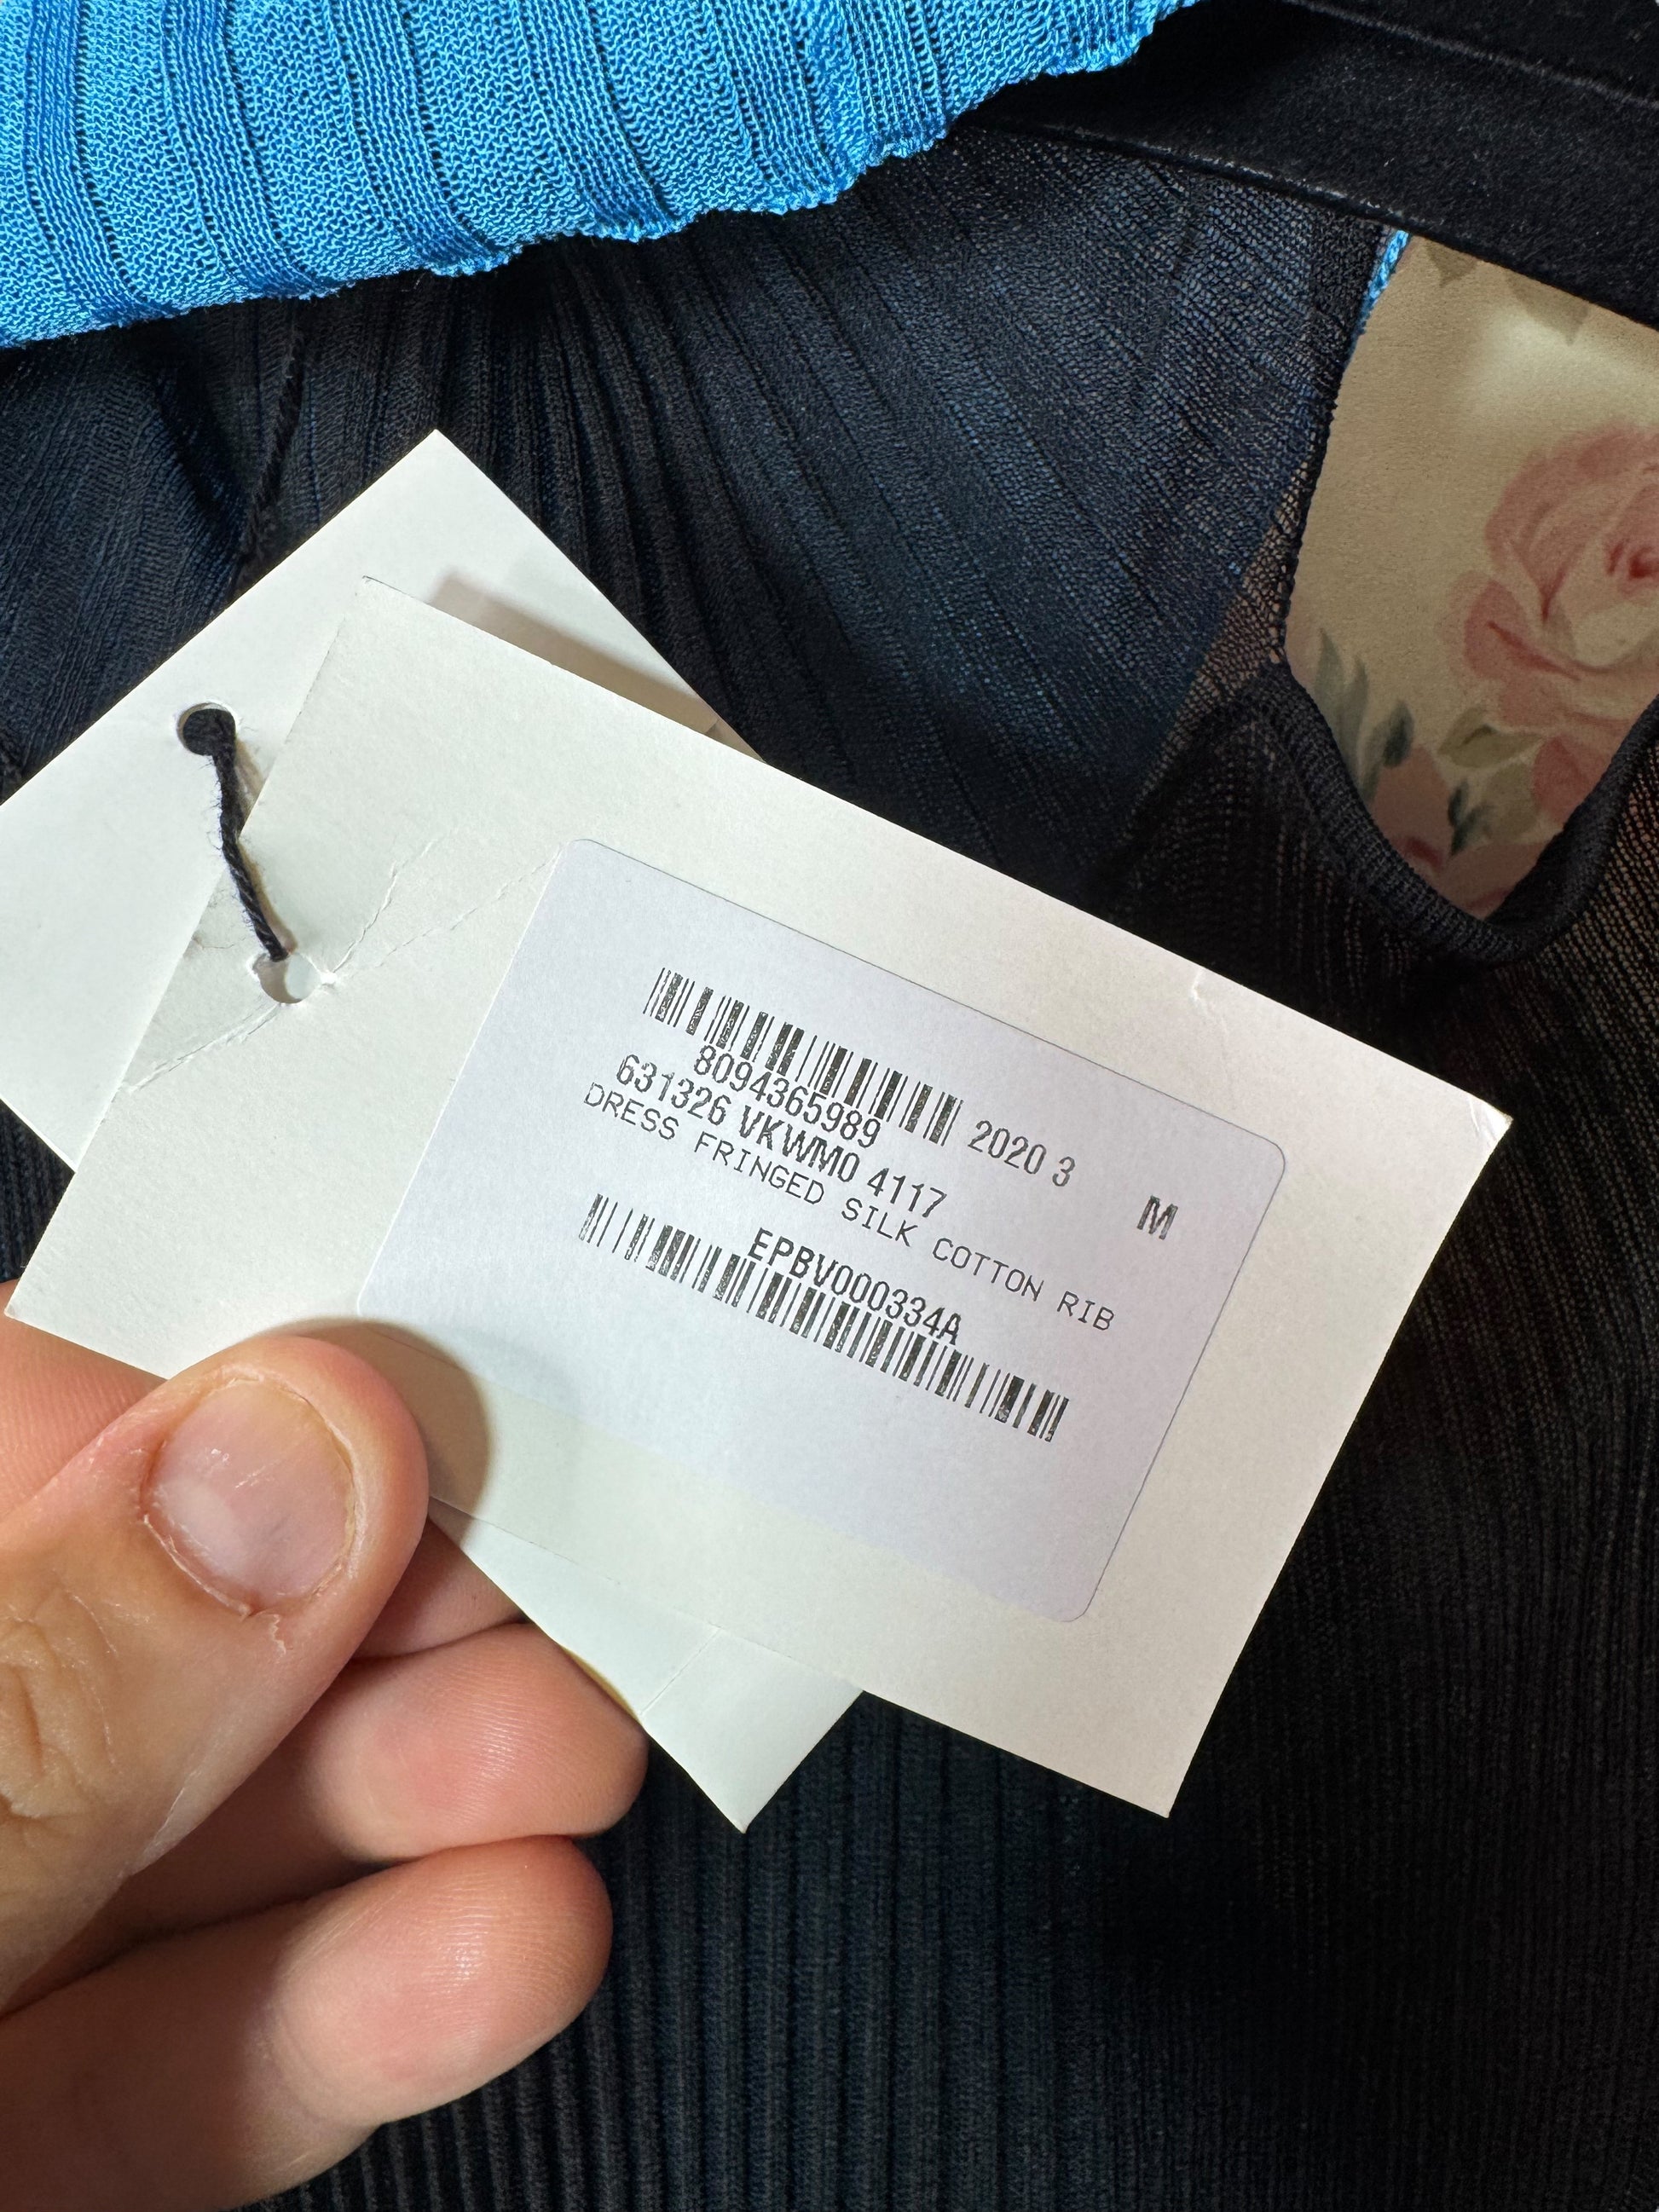 8094365989 2020 3
631326 VKWM0 4117 M
DRESS FRINGED SILK COTTON RIB
EPBV000334A